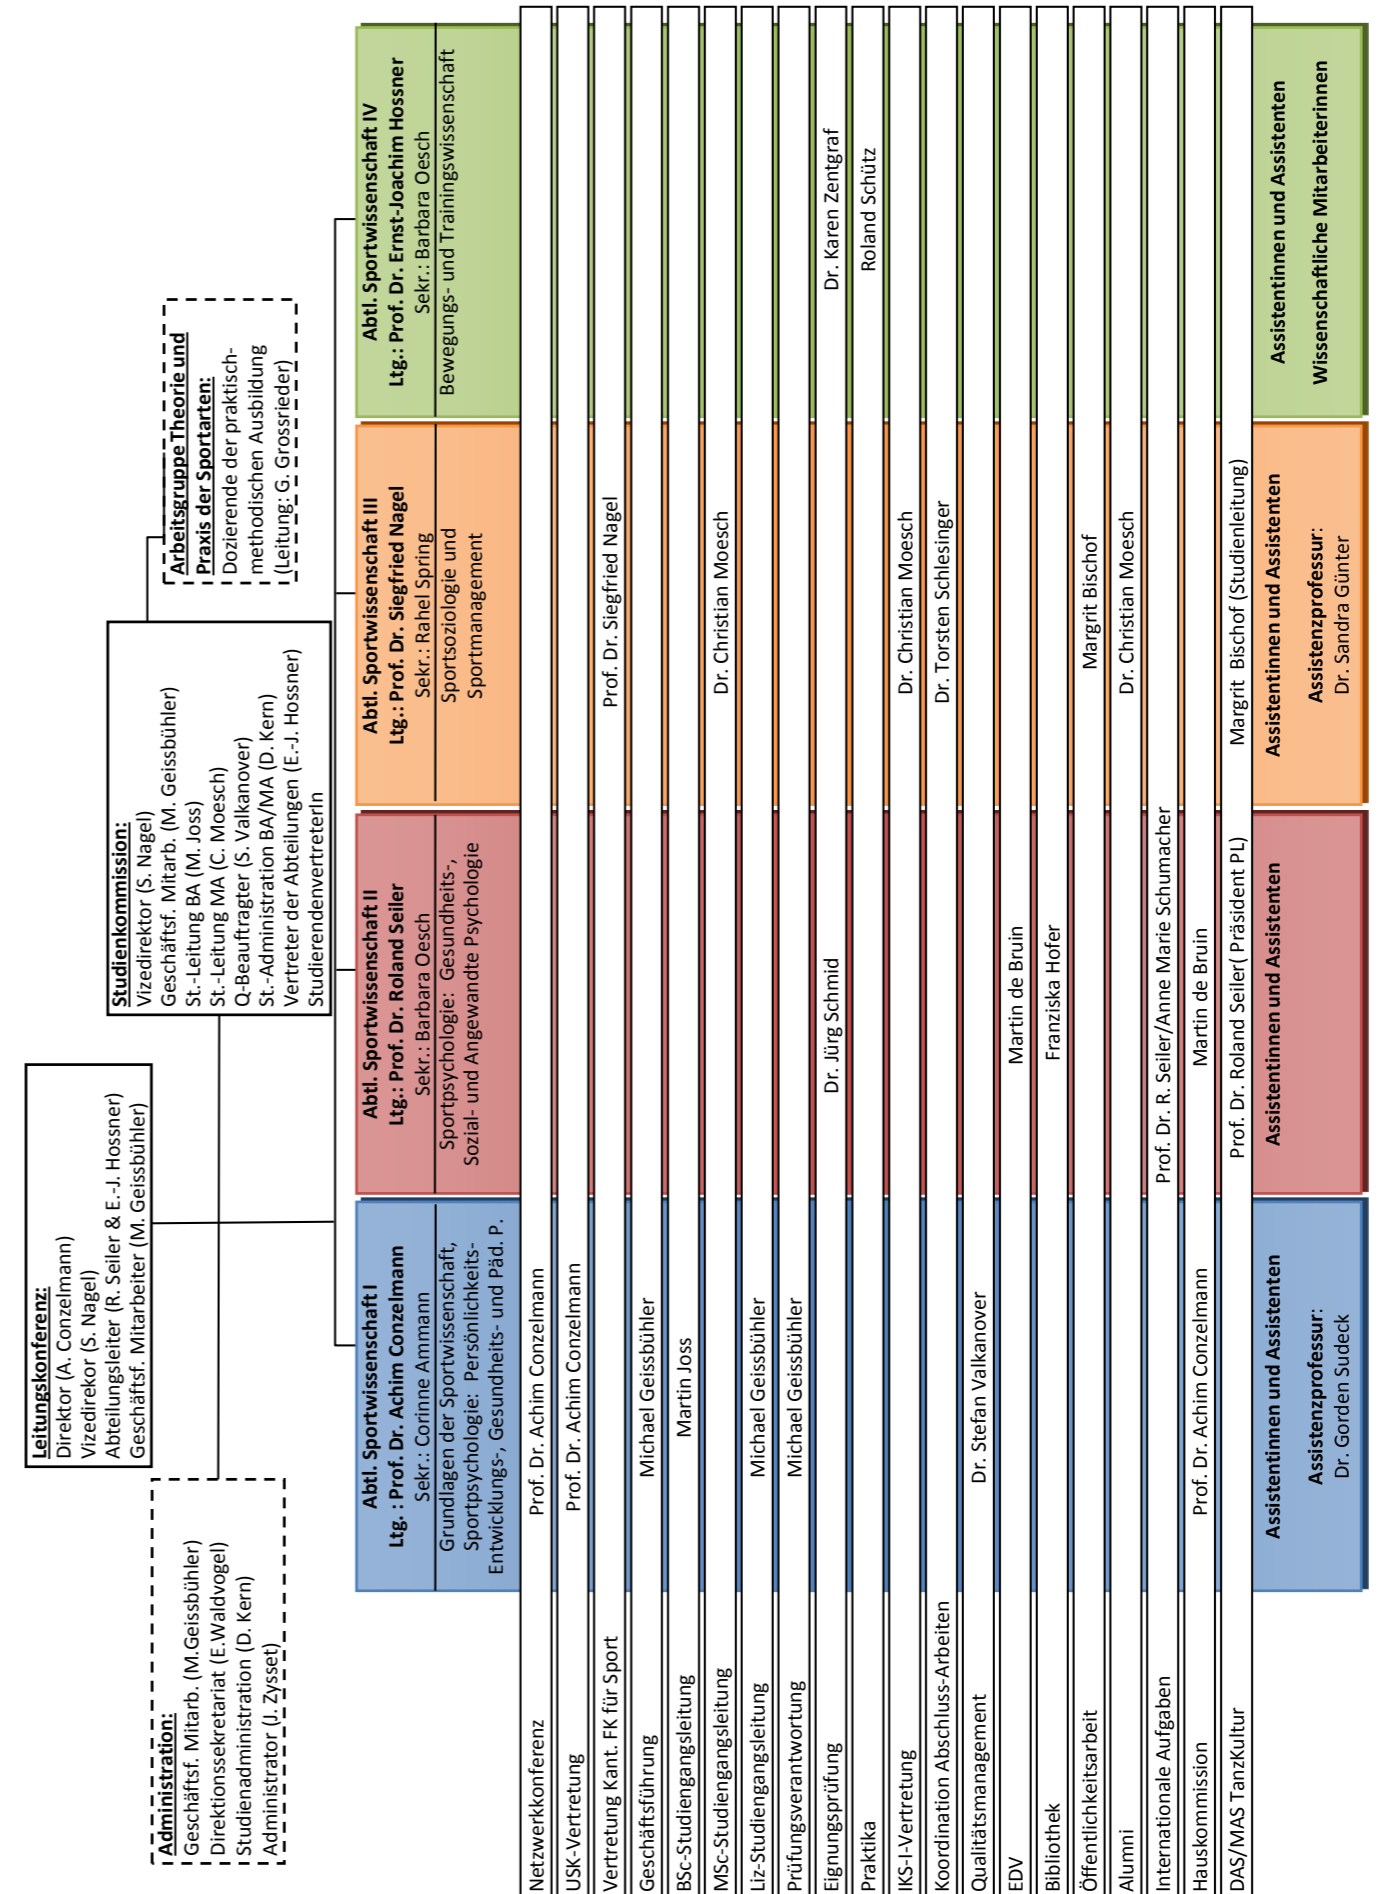 Leitungskonferenz:
Direktor (A. Conzelmann)
Vizedirekor (S. Nagel)
Abteilungsleiter (R. Seiler & E.-J. Hossner)
Geschäftsf. Mitarbeiter (M. Geissbühler)
Administration:
Geschäftsf. Mitarb. (M.Geissbühler)
Direktionssekretariat (E.Waldvogel)
Studienadministration (D. Kern)
Administrator (J. Zysset)
Studienkommission:
Vizedirektor (S. Nagel)
Geschäftsf. Mitarb. (M. Geissbühler)
St.-Leitung BA (M. Joss)
St.-Leitung MA (C. Moesch)
Q-Beauftragter (S. Valkanover)
St.-Administration BA/MA (D. Kern)
Vertreter der Abteilungen (E.-J. Hossner)
StudierendenvertreterIn
Arbeitsgruppe Theorie und
Praxis der Sportarten:
Dozierende der praktisch-
methodischen Ausbildung
(Leitung: G. Grossrieder)
Abtl. Sportwissenschaft I
Ltg. : Prof. Dr. Achim Conzelmann
Sekr.: Corinne Ammann
Grundlagen der Sportwissenschaft,
Sportpsychologie: Persönlichkeits-
Entwicklungs-, Gesundheits- und Päd. P.
Abtl. Sportwissenschaft II
Ltg.: Prof. Dr. Roland Seiler
Sekr.: Barbara Oesch
Sportpsychologie: Gesundheits-,
Sozial- und Angewandte Psychologie
Abtl. Sportwissenschaft III
Ltg.: Prof. Dr. Siegfried Nagel
Sekr.: Rahel Spring
Sportsoziologie und
Sportmanagement
Abtl. Sportwissenschaft IV
Ltg.: Prof. Dr. Ernst-Joachim Hossner
Sekr.: Barbara Oesch
Bewegungs- und Trainingswissenschaft
Netzwerkkonferenz Prof. Dr. Achim Conzelmann
USK-Vertretung Prof. Dr. Achim Conzelmann
Vertretung Kant. FK für Sport Prof. Dr. Siegfried Nagel
Geschäftsführung Michael Geissbühler
BSc-Studiengangsleitung Martin Joss
MSc-Studiengangsleitung Dr. Christian Moesch
Liz-Studiengangsleitung Michael Geissbühler
Prüfungsverantwortung Michael Geissbühler
Eignungsprüfung Dr. Jürg Schmid Dr. Karen Zentgraf
Praktika Roland Schütz
IKS-I-Vertretung Dr. Christian Moesch
Koordination Abschluss-Arbeiten Dr. Torsten Schlesinger
Qualitätsmanagement Dr. Stefan Valkanover
EDV Martin de Bruin
Bibliothek Franziska Hofer
Öffentlichkeitsarbeit Margrit Bischof
Alumni Dr. Christian Moesch
Internationale Aufgaben Prof. Dr. R. Seiler/Anne Marie Schumacher
Hauskommission Prof. Dr. Achim Conzelmann Martin de Bruin
DAS/MAS TanzKultur Prof. Dr. Roland Seiler( Präsident PL) Margrit Bischof (Studienleitung)
Assistentinnen und Assistenten
Assistenzprofessur:
Dr. Gorden Sudeck
Assistentinnen und Assistenten
Assistentinnen und Assistenten
Assistenzprofessur:
Dr. Sandra Günter
Assistentinnen und Assistenten
Wissenschaftliche Mitarbeiterinnen